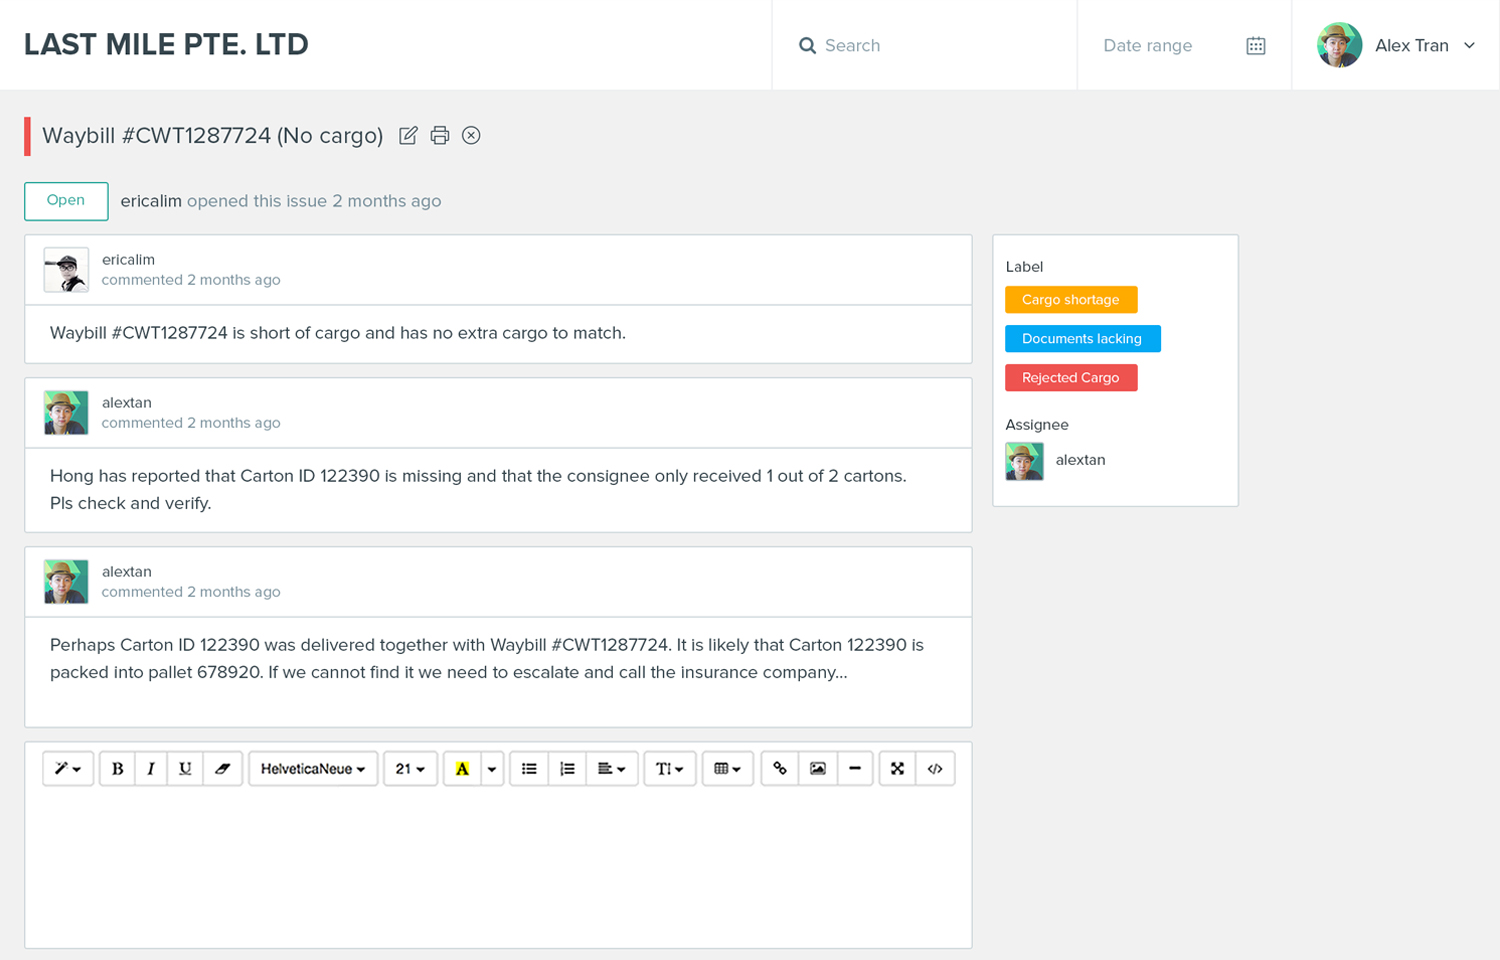 LAST MILE PTE. LTD
Search
Date range
Alex Tran
Waybill #CWT1287724 (No cargo)
Open
ericalim opened this issue 2 months ago
ericalim
commented 2 months ago
Waybill #CWT1287724 is short of cargo and has no extra cargo to match.
alextan
commented 2 months ago
Hong has reported that Carton ID 122390 is missing and that the consignee only received 1 out of 2 cartons.
Pls check and verify.
alextan
commented 2 months ago
Perhaps Carton ID 122390 was delivered together with Waybill #CWT1287724. It is likely that Carton 122390 is
packed into pallet 678920. If we cannot find it we need to escalate and call the insurance company...
B I U HelveticaNeue 21 A T </>
Label
Cargo shortage
Documents lacking
Rejected Cargo
Assignee
alextan